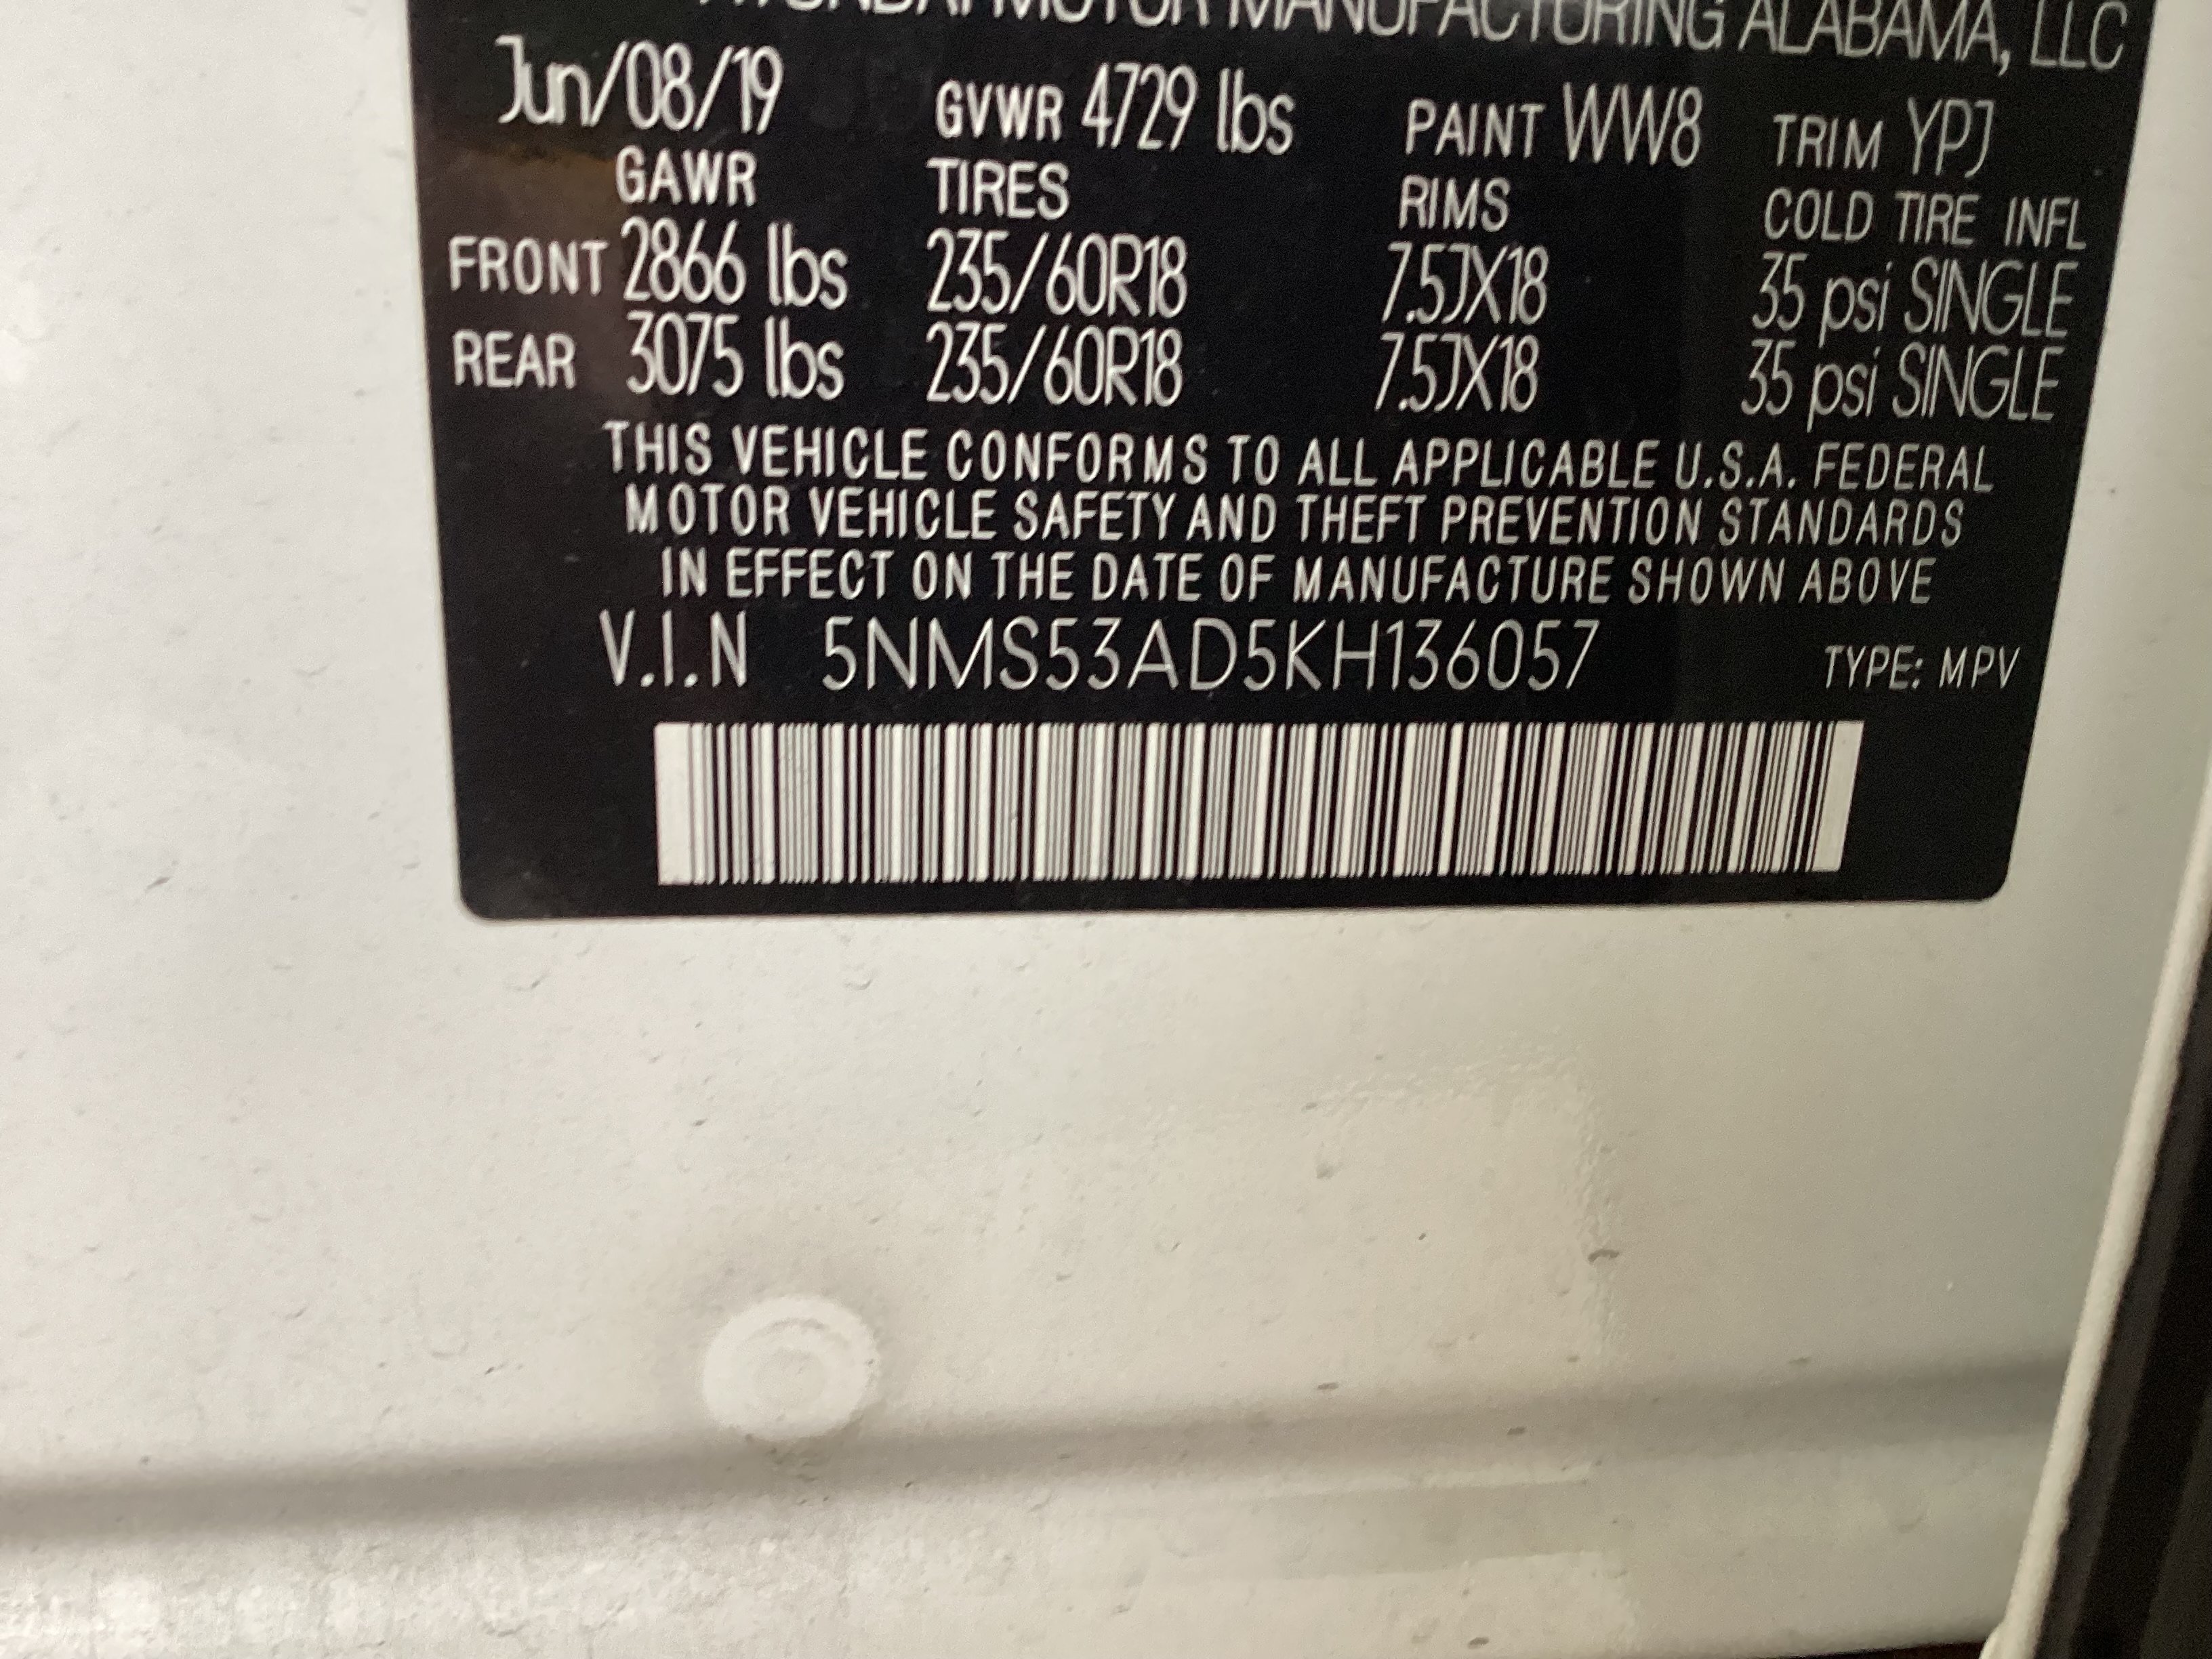 HYUNDAI MOTOR MANUFACTURING ALABAMA, LLC
Jun/08/19 GVWR 4729 lbs PAINT WW8 TRIM YPJ
GAWR TIRES RIMS COLD TIRE INFL
FRONT 2866 lbs 235/60R18 7.5JX18 35 psi SINGLE
REAR 3075 lbs 235/60R18 7.5JX18 35 psi SINGLE
THIS VEHICLE CONFORMS TO ALL APPLICABLE U.S.A. FEDERAL
MOTOR VEHICLE SAFETY AND THEFT PREVENTION STANDARDS
IN EFFECT ON THE DATE OF MANUFACTURE SHOWN ABOVE
V.I.N 5NMS53AD5KH136057 TYPE: MPV